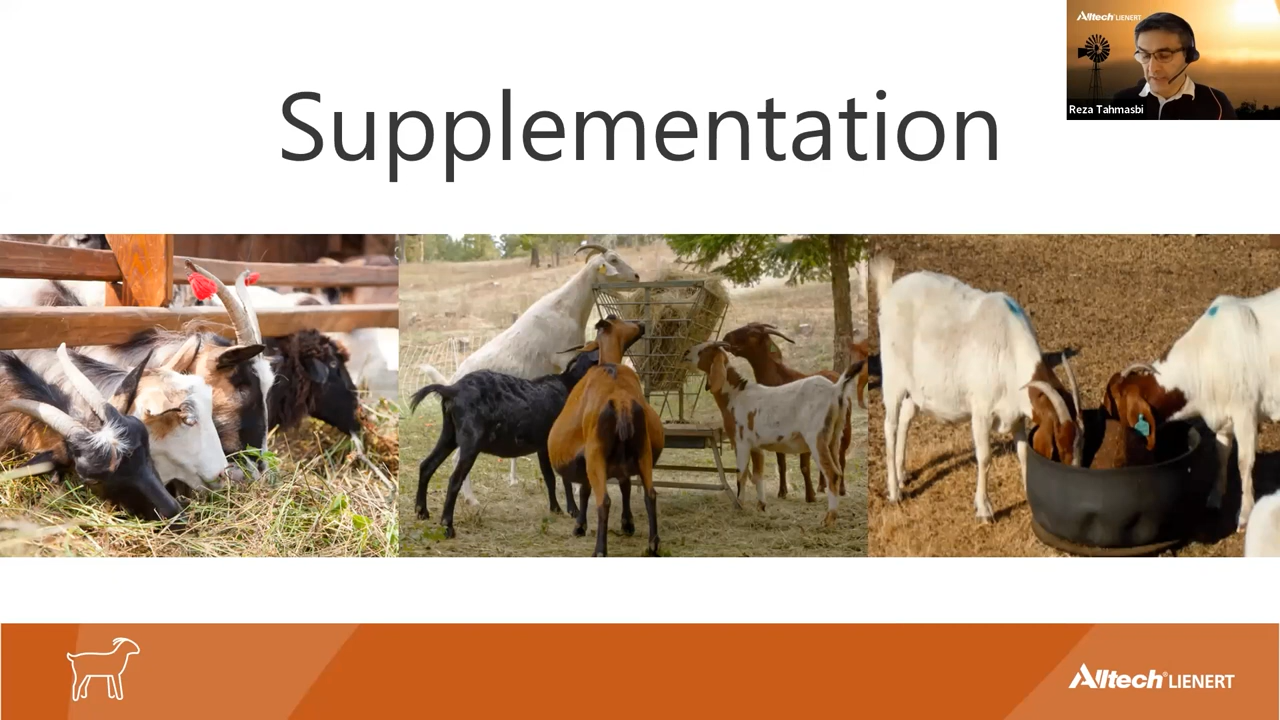 Supplementation
Alltech LIENERT
Reza Tahmasbi
Alltech® LIENERT